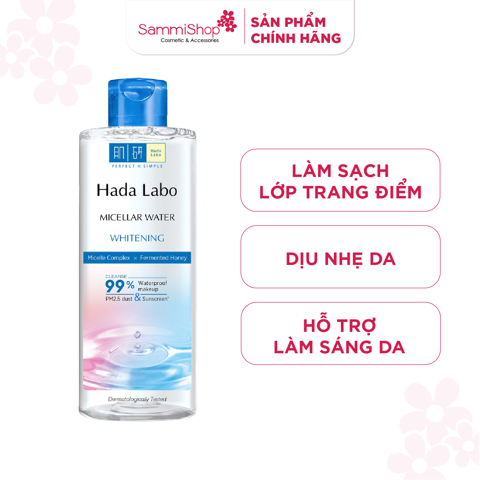 SammiShop
Cosmetic & Accessories
SẢN PHẨM
CHÍNH HÃNG
肌研
Hada
Labo
PERFECT & SIMPLE
Hada Labo
MICELLAR WATER
WHITENING
Micelle Complex × Fermented Honey
CLEANSE
99% Waterproof
makeup
PM2.5 dust & Sunscreen
Dermatologically Tested
LÀM SẠCH
LỚP TRANG ĐIỂM
DỊU NHẸ DA
HỖ TRỢ
LÀM SÁNG DA